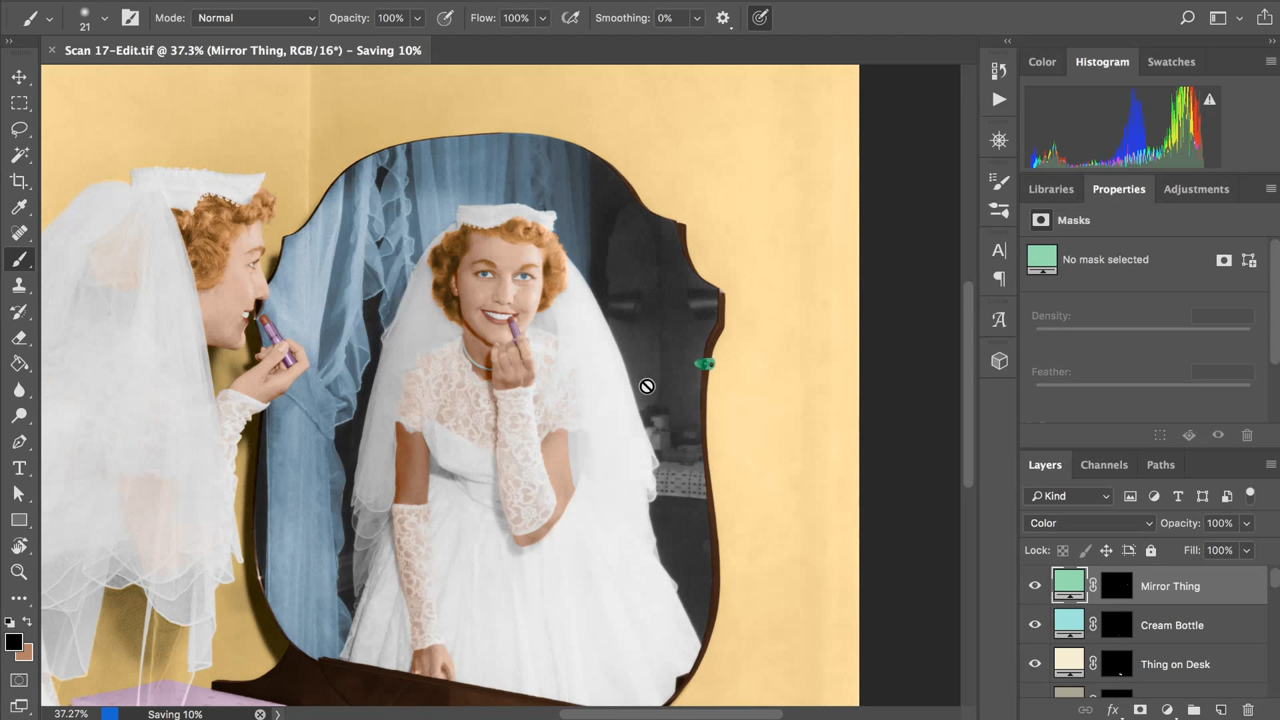 21
Mode:
Normal
Opacity:
100%
Flow:
100%
Smoothing:
0%
Scan 17-Edit.tif @ 37.3% (Mirror Thing, RGB/16*) – Saving 10%
Color
Histogram
Swatches
Libraries
Properties
Adjustments
Masks
No mask selected
Density:
Feather:
Layers
Channels
Paths
Kind
Color
Opacity:
100%
Lock:
Fill:
100%
Mirror Thing
Cream Bottle
Thing on Desk
37.27%
Saving 10%